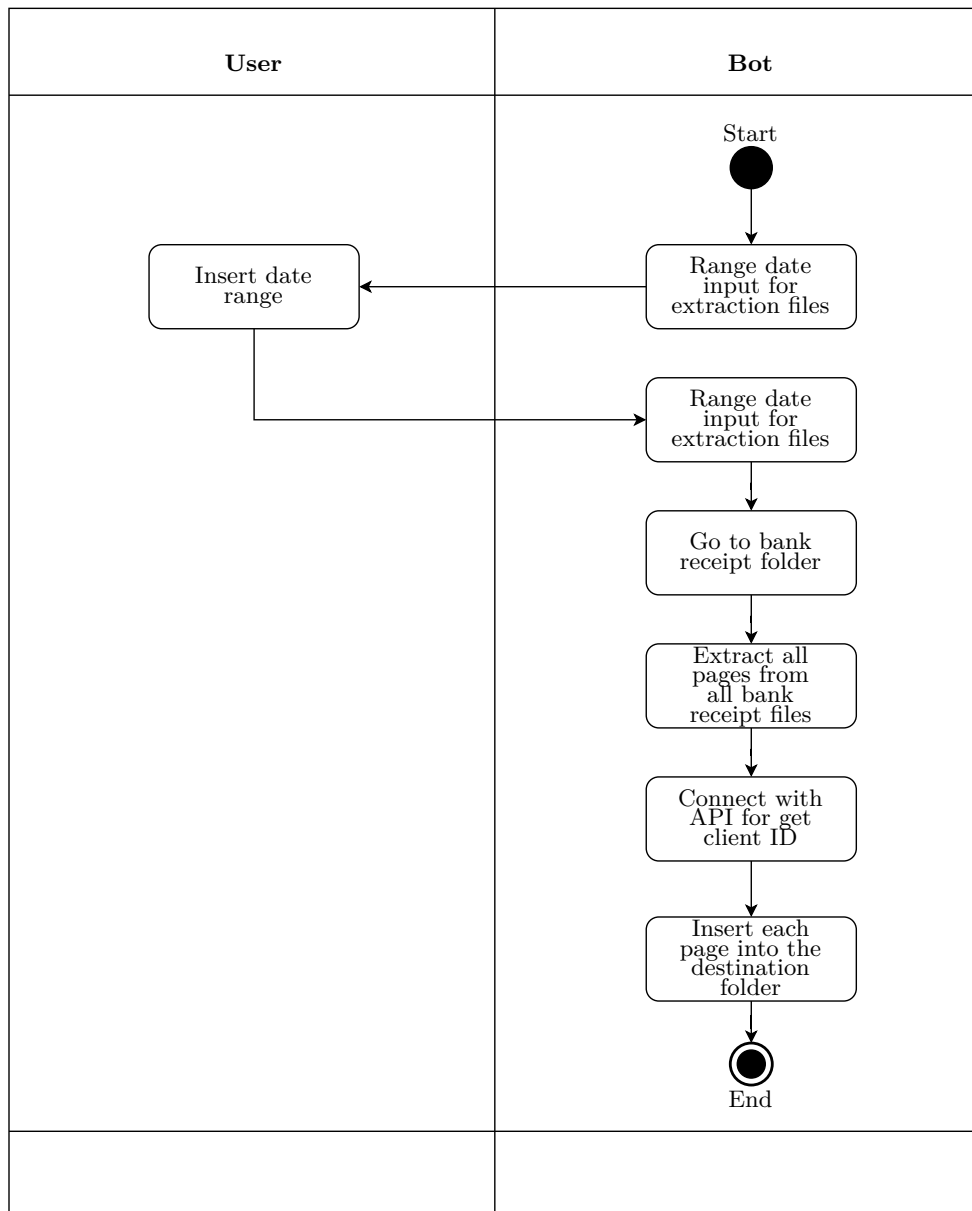 User
Bot
Start
Insert date
range
Range date
input for
extraction files
Range date
input for
extraction files
Go to bank
receipt folder
Extract all
pages from
all bank
receipt files
Connect with
API for get
client ID
Insert each
page into the
destination
folder
End